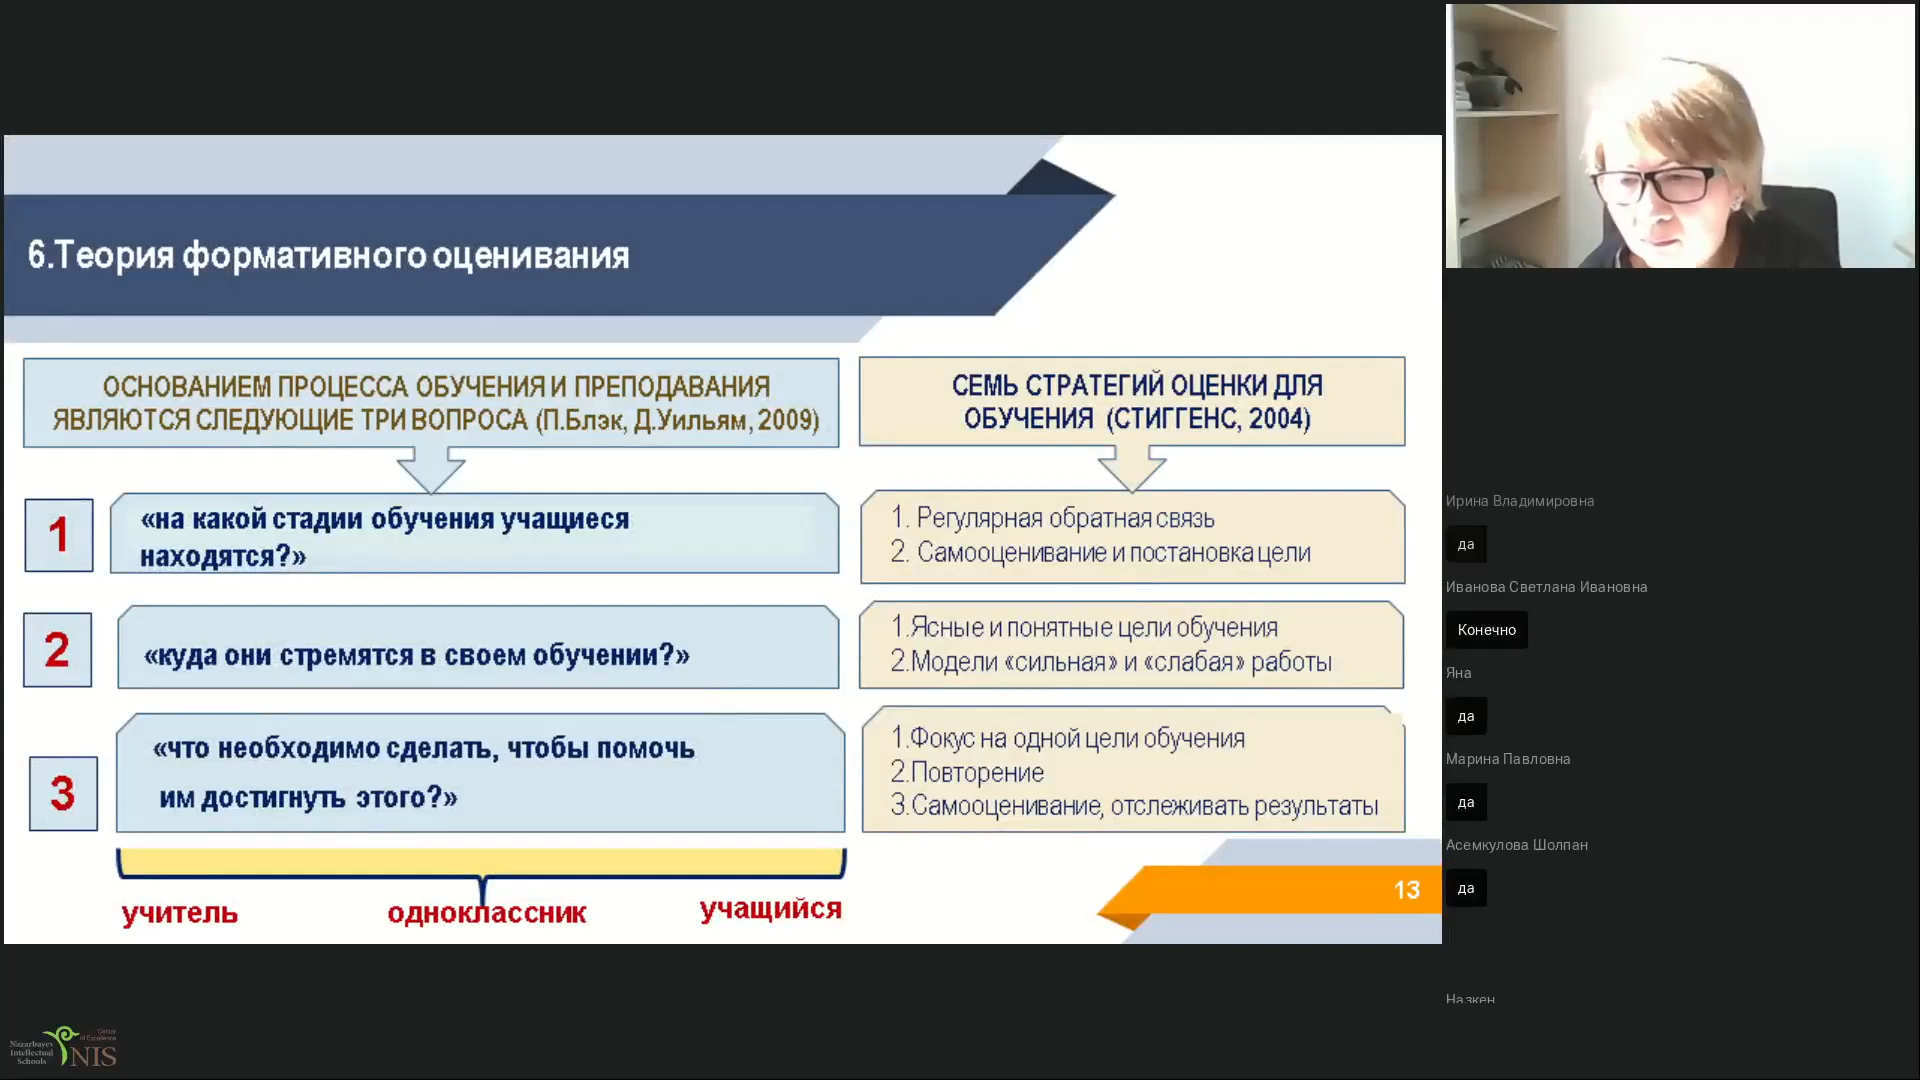 6.Теория формативного оценивания
ОСНОВАНИЕМ ПРОЦЕССА ОБУЧЕНИЯ И ПРЕПОДАВАНИЯ
ЯВЛЯЮТСЯ СЛЕДУЮЩИЕ ТРИ ВОПРОСА (П.Блэк, Д.Уильям, 2009)
1
«на какой стадии обучения учащиеся
находятся?»
2
«куда они стремятся в своем обучении?»
3
«что необходимо сделать, чтобы помочь
им достигнуть этого?»
учитель
одноклассник
учащийся
СЕМЬ СТРАТЕГИЙ ОЦЕНКИ ДЛЯ
ОБУЧЕНИЯ (СТИГГЕНС, 2004)
1. Регулярная обратная связь
2. Самооценивание и постановка цели
1.Ясные и понятные цели обучения
2.Модели «сильная» и «слабая» работы
1.Фокус на одной цели обучения
2.Повторение
3.Самооценивание, отслеживать результаты
13
Ирина Владимировна
да
Иванова Светлана Ивановна
Конечно
Яна
да
Марина Павловна
да
Асемкулова Шолпан
да
Назкен
Nazarbayev
Intellectual
Schools
NIS
Center
of Excellence